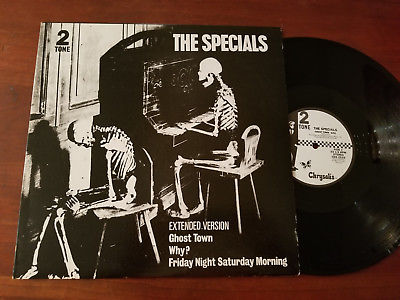 2
TONE
THE SPECIALS
EXTENDED VERSION
Ghost Town
Why?
Friday Night Saturday Morning
2
TONE
THE SPECIALS
Chrysalis